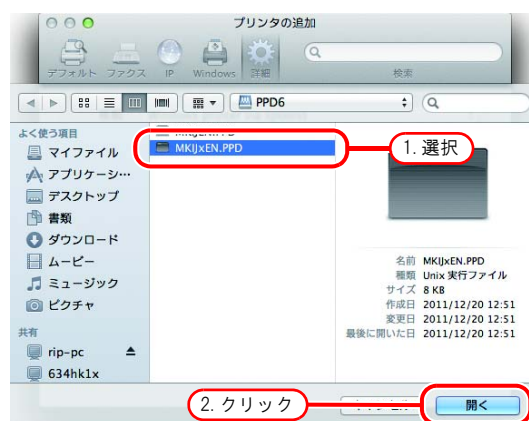 プリンタの追加
デフォルト ファクス IP Windows 詳細 検索
PPD6
よく使う項目
マイファイル
アプリケーシ…
デスクトップ
書類
ダウンロード
ムービー
ミュージック
ピクチャ
共有
rip-pc
634hk1x
MKIJxEN.PPD
1. 選択
名前 MKIJxEN.PPD
種類 Unix 実行ファイル
サイズ 8 KB
作成日 2011/12/20 12:51
変更日 2011/12/20 12:51
最後に開いた日 2011/12/20 12:51
2. クリック
開く